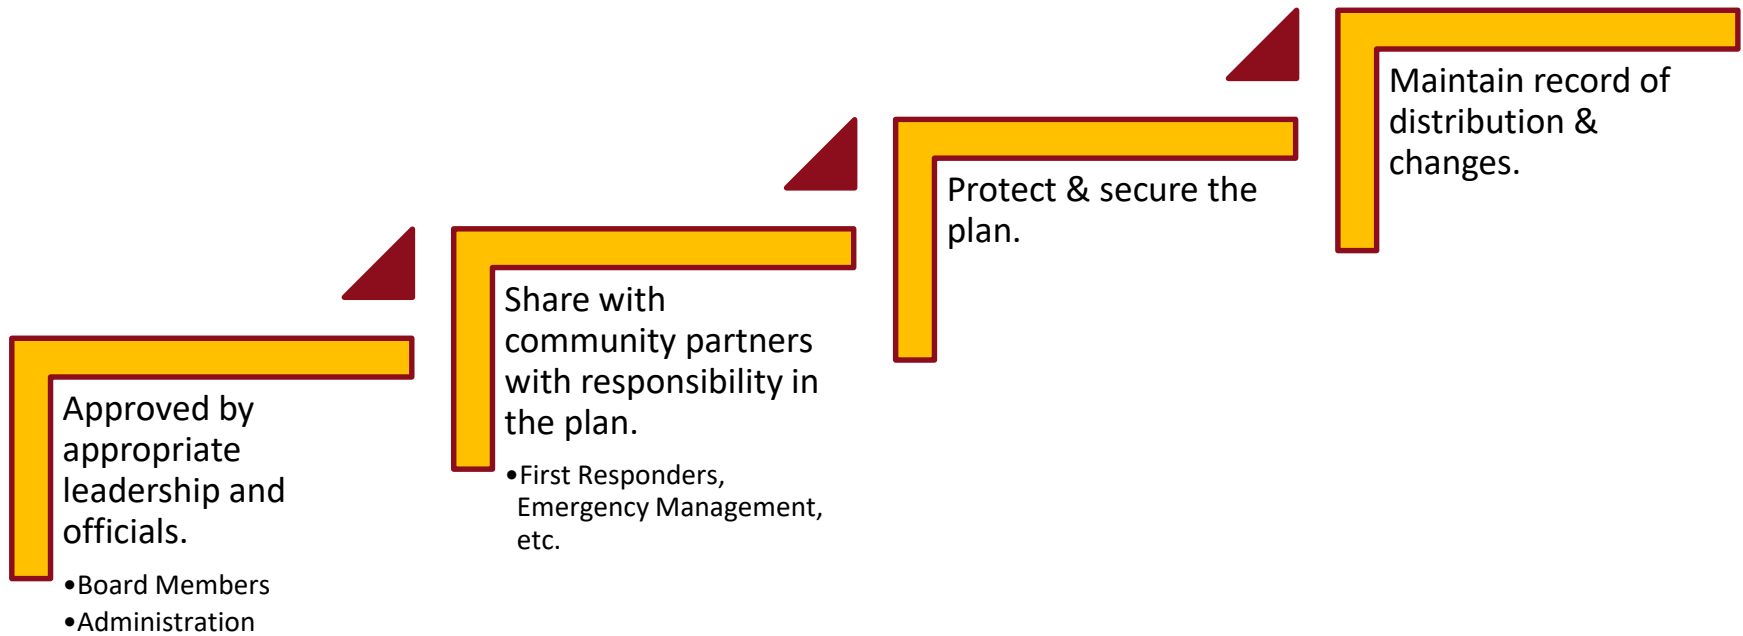 Approved by
appropriate
leadership and
officials.
•Board Members
•Administration
Share with
community partners
with responsibility in
the plan.
•First Responders,
Emergency Management,
etc.
Protect & secure the
plan.
Maintain record of
distribution &
changes.